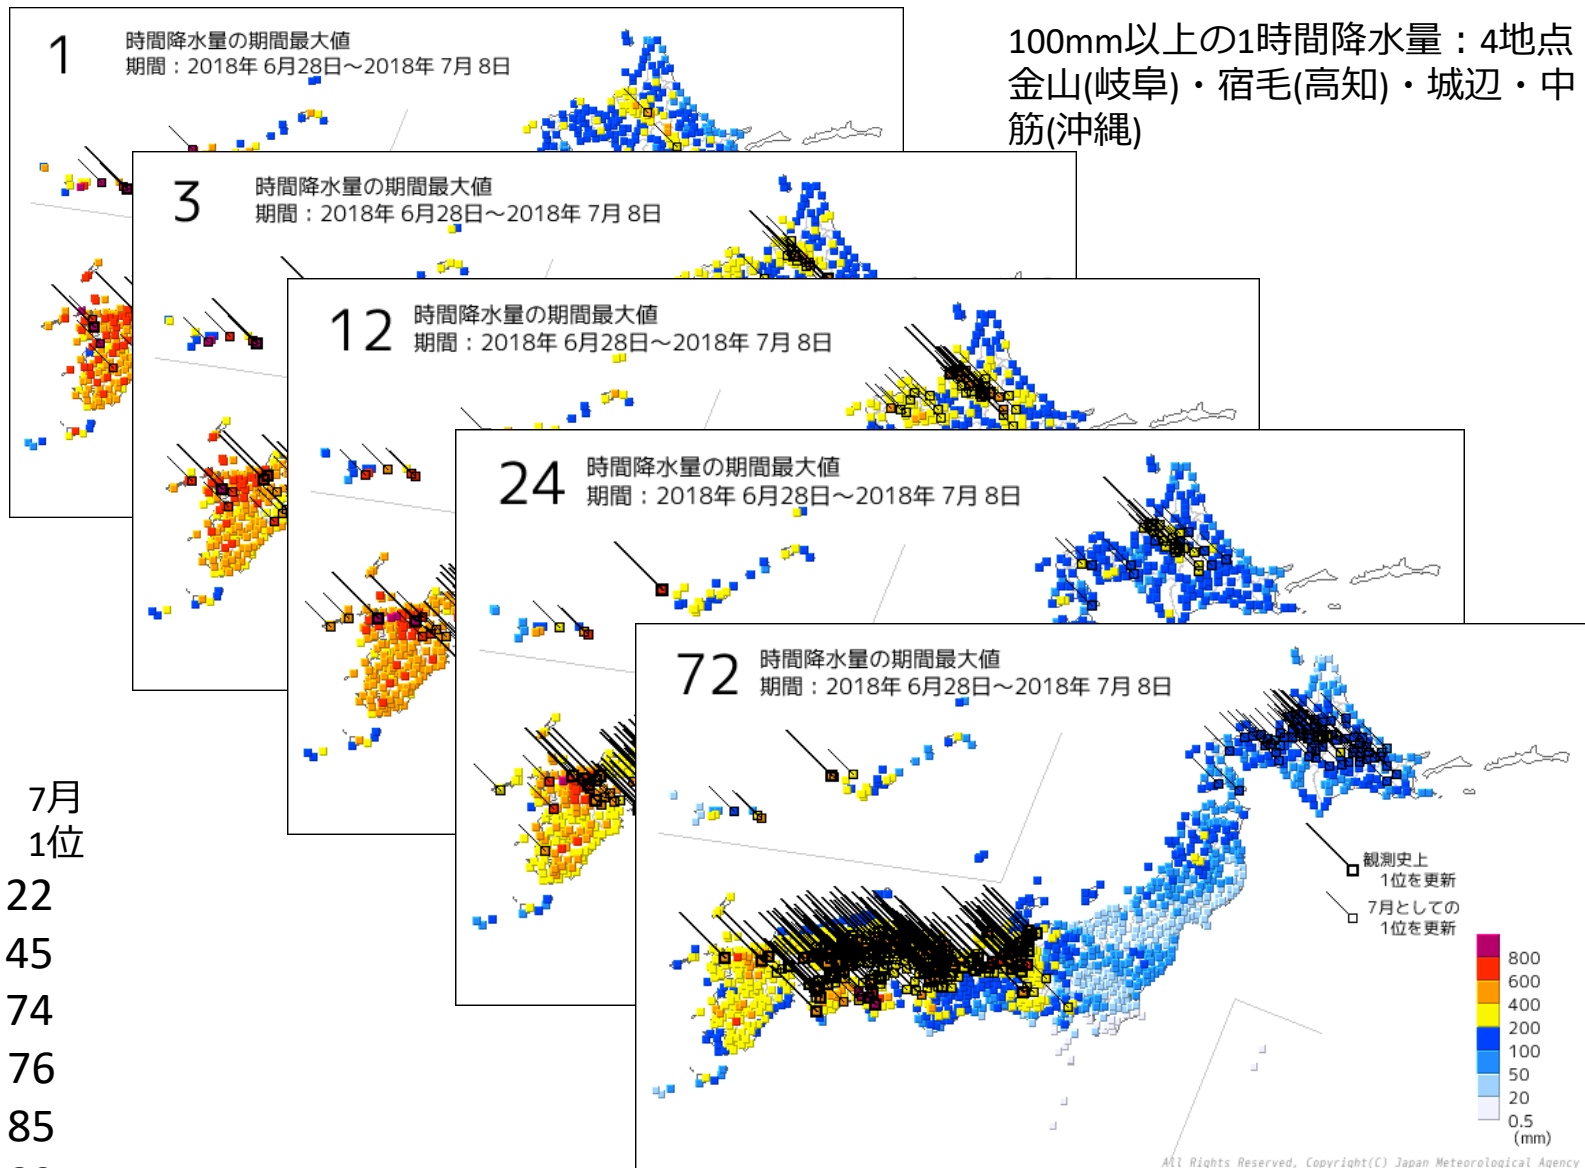 1 時間降水量の期間最大値
期間：2018年 6月28日～2018年 7月 8日
100mm以上の1時間降水量：4地点
金山(岐阜)・宿毛(高知)・城辺・中
筋(沖縄)
3 時間降水量の期間最大値
期間：2018年 6月28日～2018年 7月 8日
12 時間降水量の期間最大値
期間：2018年 6月28日～2018年 7月 8日
24 時間降水量の期間最大値
期間：2018年 6月28日～2018年 7月 8日
72 時間降水量の期間最大値
期間：2018年 6月28日～2018年 7月 8日
観測史上
1位を更新
7月としての
1位を更新
800
600
400
200
100
50
20
0.5
(mm)
All Rights Reserved, Copyright(C) Japan Meteorological Agency
7月
1位
22
45
74
76
85